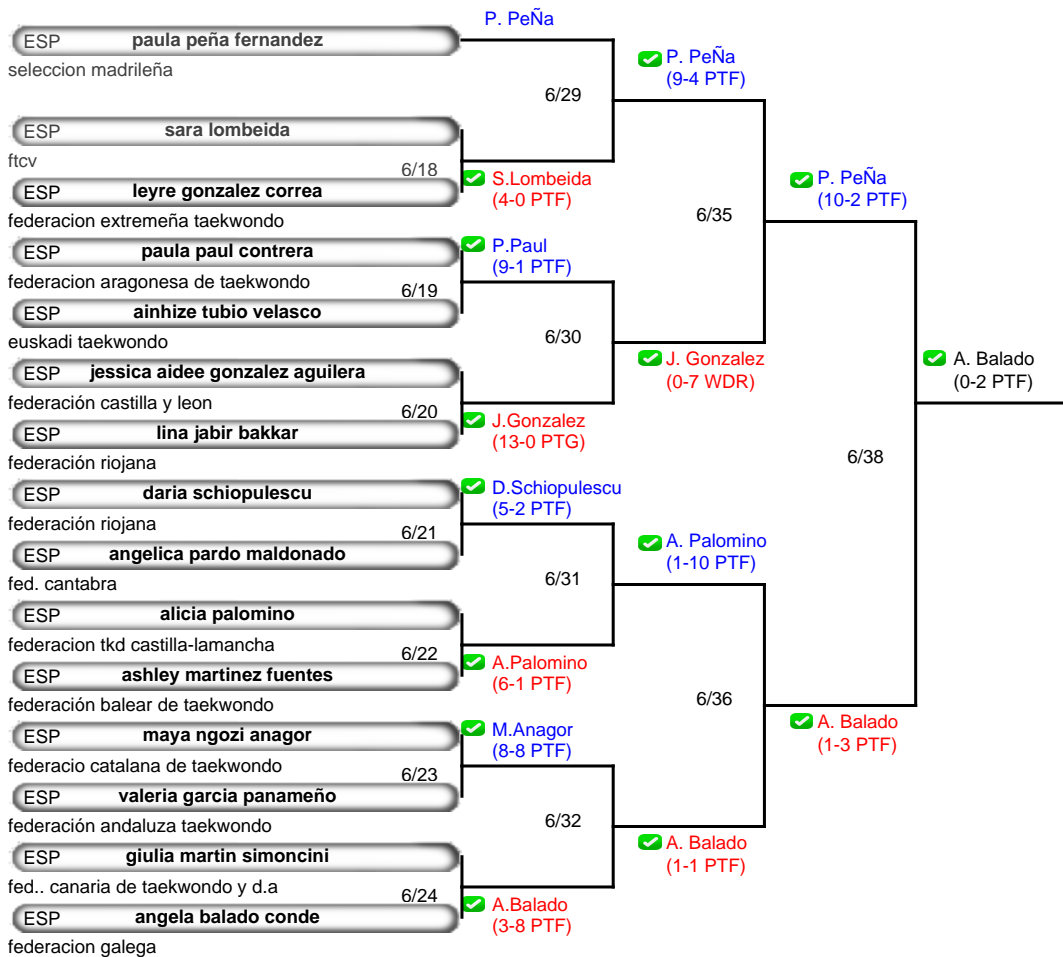 P. PeÑa
ESP paula peña fernandez
seleccion madrileña
P. PeÑa
(9-4 PTF)
6/29
ESP sara lombeida
ftcv
6/18
S.Lombeida
(4-0 PTF)
ESP leyre gonzalez correa
federacion extremeña taekwondo
P. PeÑa
(10-2 PTF)
6/35
ESP paula paul contrera
P.Paul
(9-1 PTF)
federacion aragonesa de taekwondo
6/19
ESP ainhize tubio velasco
euskadi taekwondo
6/30
J. Gonzalez
(0-7 WDR)
A. Balado
(0-2 PTF)
ESP jessica aidee gonzalez aguilera
federación castilla y leon
6/20
J.Gonzalez
(13-0 PTG)
ESP lina jabir bakkar
federación riojana
6/38
ESP daria schiopulescu
D.Schiopulescu
(5-2 PTF)
federación riojana
6/21
ESP angelica pardo maldonado
fed. cantabra
A. Palomino
(1-10 PTF)
6/31
ESP alicia palomino
federacion tkd castilla-lamancha
6/22
A.Palomino
(6-1 PTF)
ESP ashley martinez fuentes
federación balear de taekwondo
6/36
A. Balado
(1-3 PTF)
ESP maya ngozi anagor
M.Anagor
(8-8 PTF)
federacio catalana de taekwondo
6/23
ESP valeria garcia panameño
federación andaluza taekwondo
6/32
A. Balado
(1-1 PTF)
ESP giulia martin simoncini
fed.. canaria de taekwondo y d.a
6/24
A.Balado
(3-8 PTF)
ESP angela balado conde
federacion galega